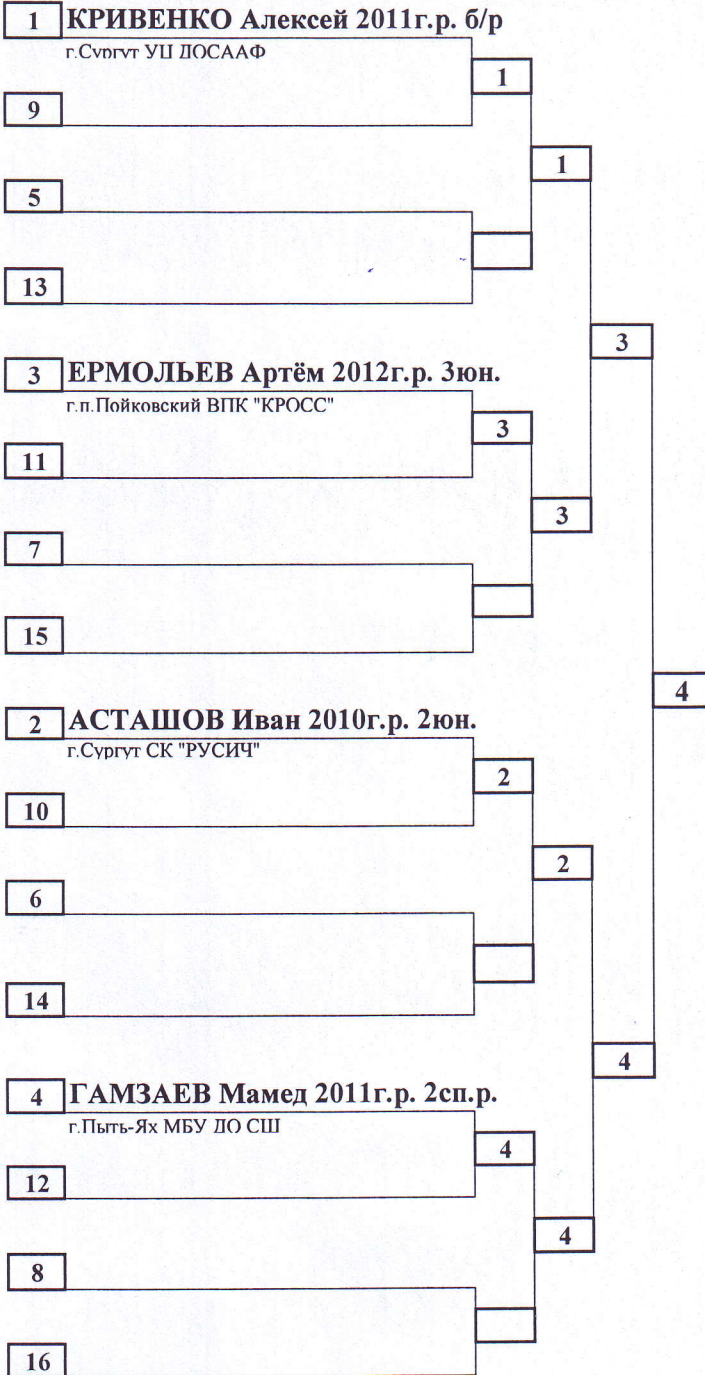 1 КРИВЕНКО Алексей 2011г.р. б/р
г.Сургут УЦ ДОСААФ
1
9
1
5
13
3
3 ЕРМОЛЬЕВ Артём 2012г.р. 3юн.
г.п.Пойковский ВПК "КРОСС"
3
11
3
7
15
4
2 АСТАШОВ Иван 2010г.р. 2юн.
г.Сургут СК "РУСИЧ"
2
10
2
6
14
4
4 ГАМЗАЕВ Мамед 2011г.р. 2сп.р.
г.Пыть-Ях МБУ ДО СШ
4
12
4
8
16